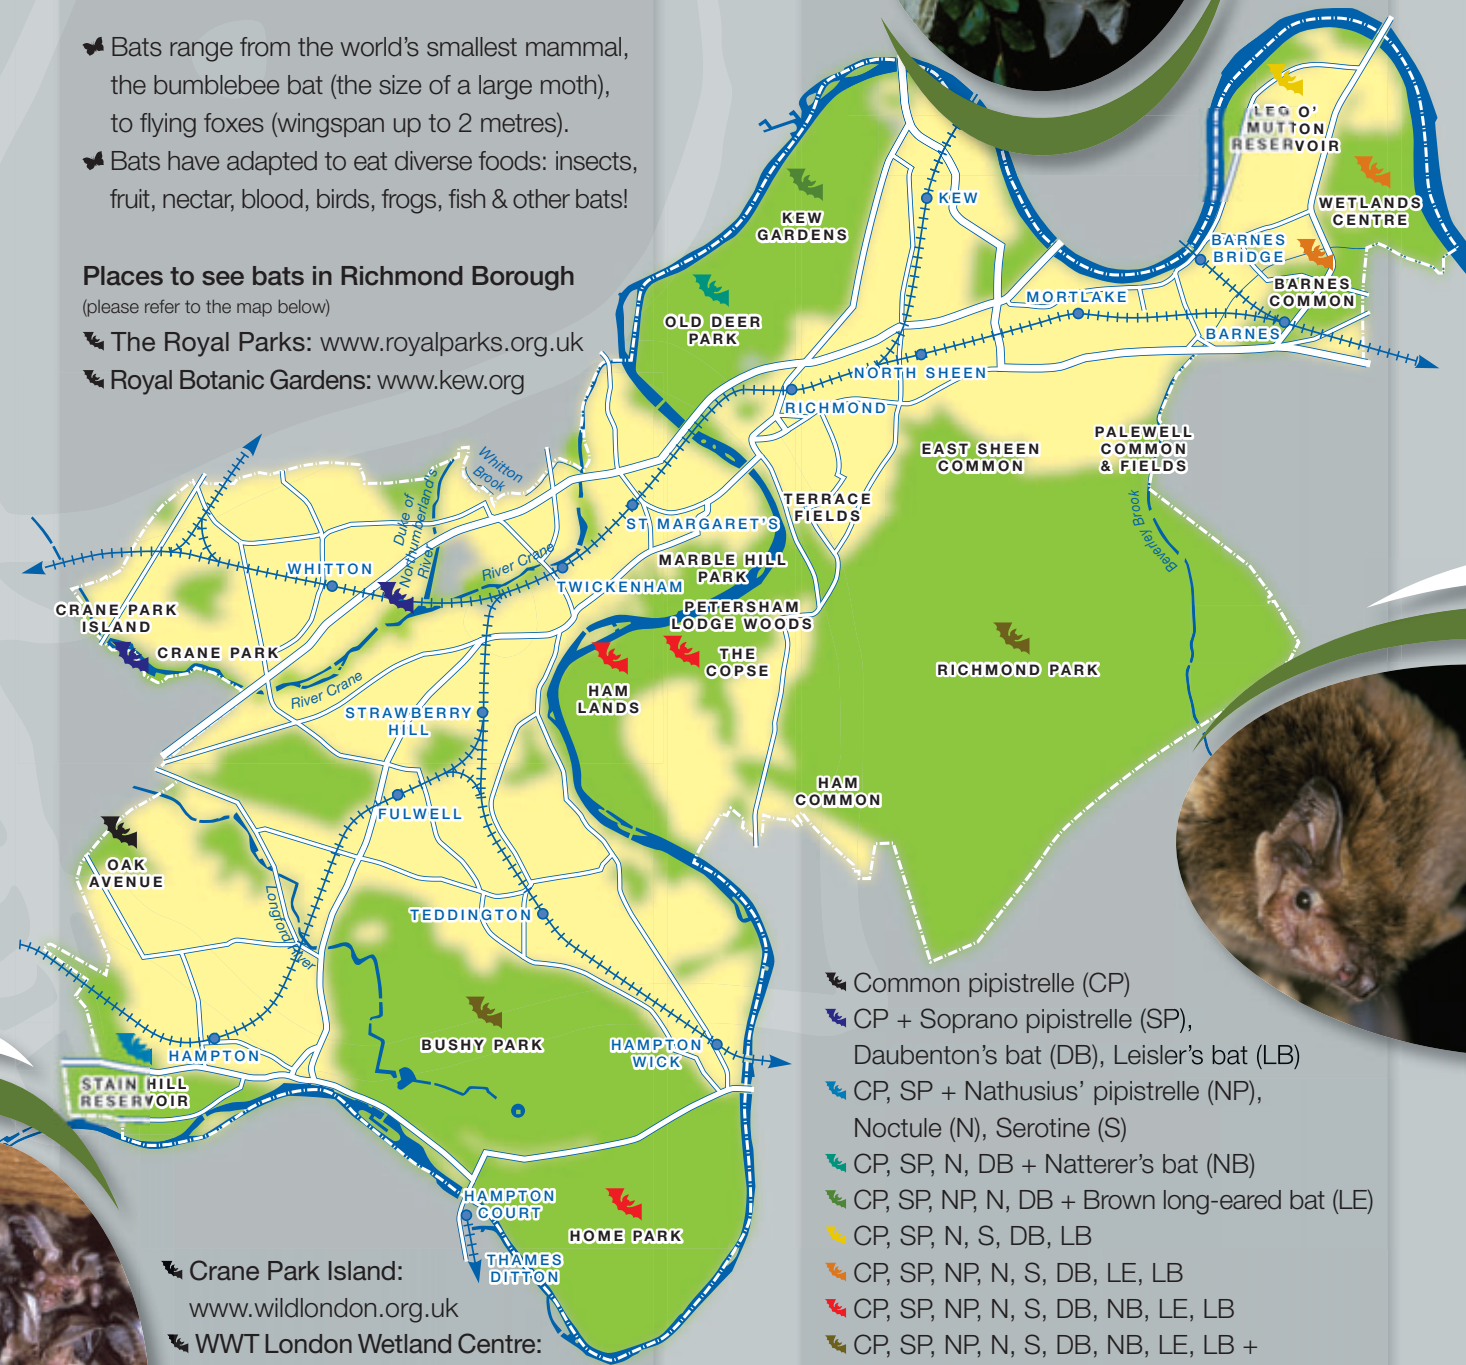 Bats range from the world's smallest mammal,
the bumblebee bat (the size of a large moth),
to flying foxes (wingspan up to 2 metres).
Bats have adapted to eat diverse foods: insects,
fruit, nectar, blood, birds, frogs, fish & other bats!
Places to see bats in Richmond Borough
(please refer to the map below)
The Royal Parks: www.royalparks.org.uk
Royal Botanic Gardens: www.kew.org
LEG O'
MUTTON
RESERVOIR
WETLANDS
CENTRE
KEW
GARDENS
KEW
BARNES
BRIDGE
BARNES
COMMON
MORTLAKE
BARNES
OLD DEER
PARK
NORTH SHEEN
RICHMOND
EAST SHEEN
COMMON
PALEWELL
COMMON
& FIELDS
Beverley Brook
Whitton
Brook
Duke of
Northumberland's
River
TERRACE
FIELDS
ST MARGARET'S
River Crane
MARBLE HILL
PARK
WHITTON
TWICKENHAM
PETERSHAM
LODGE WOODS
CRANE PARK
ISLAND
CRANE PARK
THE
COPSE
RICHMOND PARK
River Crane
HAM
LANDS
STRAWBERRY
HILL
HAM
COMMON
FULWELL
OAK
AVENUE
Longford River
TEDDINGTON
BUSHY PARK
HAMPTON
WICK
HAMPTON
STAIN HILL
RESERVOIR
HAMPTON
COURT
HOME PARK
THAMES
DITTON
Crane Park Island:
www.wildlondon.org.uk
WWT London Wetland Centre:
Common pipistrelle (CP)
CP + Soprano pipistrelle (SP),
Daubenton's bat (DB), Leisler's bat (LB)
CP, SP + Nathusius' pipistrelle (NP),
Noctule (N), Serotine (S)
CP, SP, N, DB + Natterer's bat (NB)
CP, SP, NP, N, DB + Brown long-eared bat (LE)
CP, SP, N, S, DB, LB
CP, SP, NP, N, S, DB, LE, LB
CP, SP, NP, N, S, DB, NB, LE, LB
CP, SP, NP, N, S, DB, NB, LE, LB +